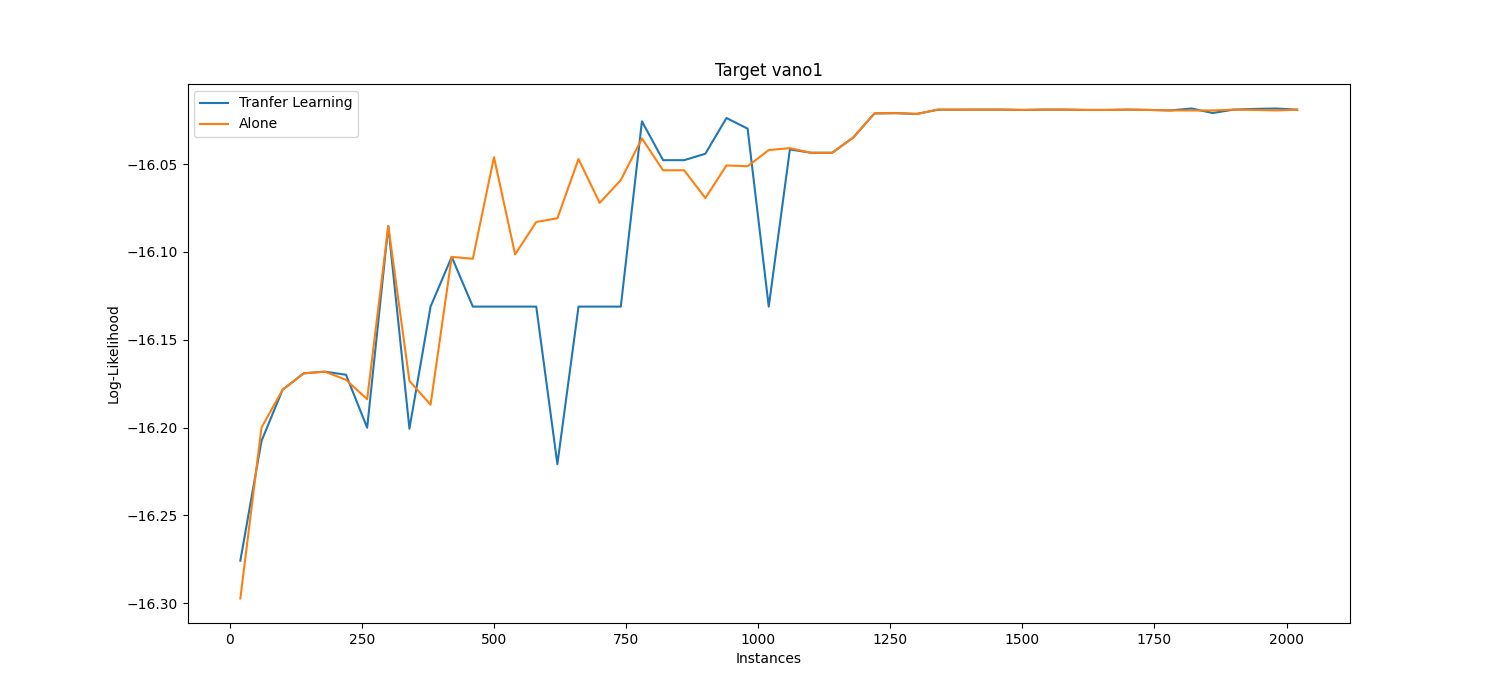 Target vano1
Tranfer Learning
Alone
Log-Likelihood
−16.05
−16.10
−16.15
−16.20
−16.25
−16.30
0 250 500 750 1000 1250 1500 1750 2000
Instances